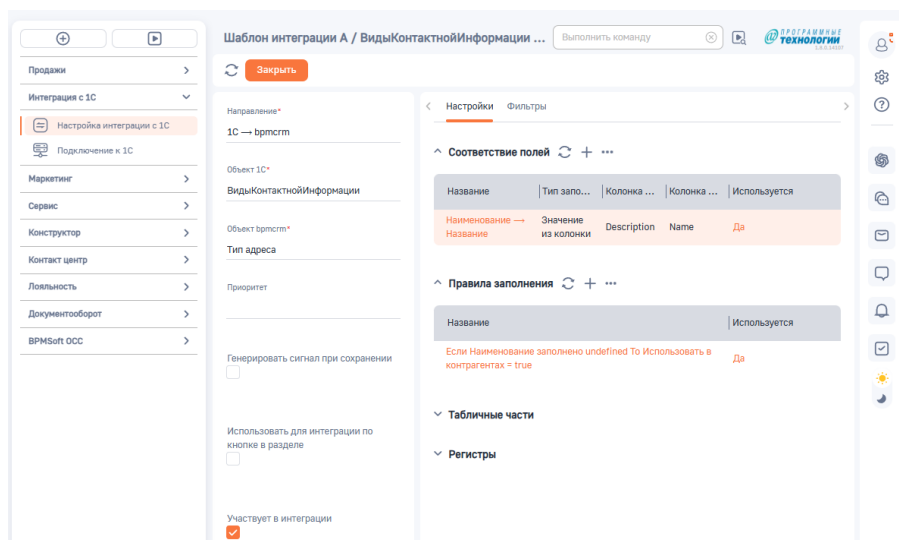 Шаблон интеграции А / ВидыКонтактнойИнформации ...
Выполнить команду
ПРОГРАММНЫЕ
ТЕХНОЛОГИИ
Закрыть
Продажи
Интеграция с 1С
Настройка интеграции с 1С
Подключение к 1С
Маркетинг
Сервис
Конструктор
Контакт центр
Лояльность
Документооборот
BPMSoft OCC
Направление*
1С → bpmcrm
Объект 1С*
ВидыКонтактнойИнформации
Объект bpmcrm*
Тип адреса
Приоритет
Генерировать сигнал при сохранении
Использовать для интеграции по
кнопке в разделе
Участвует в интеграции
Настройки Фильтры
Соответствие полей
Название Тип запо... Колонка ... Колонка ... Используется
Наименование → Значение
Название из колонки Description Name Да
Правила заполнения
Название Используется
Если Наименование заполнено undefined То Использовать в
контрагентах = true Да
Табличные части
Регистры